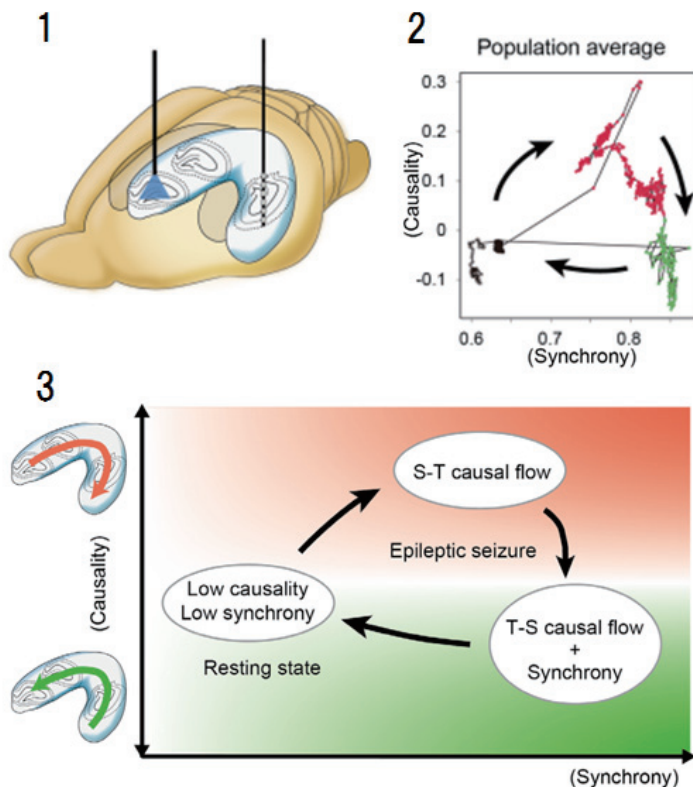 1
2
Population average
0.3
0.2
0.1
0
-0.1
(Causality)
0.6
0.7
0.8
(Synchrony)
3
(Causality)
S-T causal flow
Epileptic seizure
Low causality
Low synchrony
Resting state
T-S causal flow
+
Synchrony
(Synchrony)